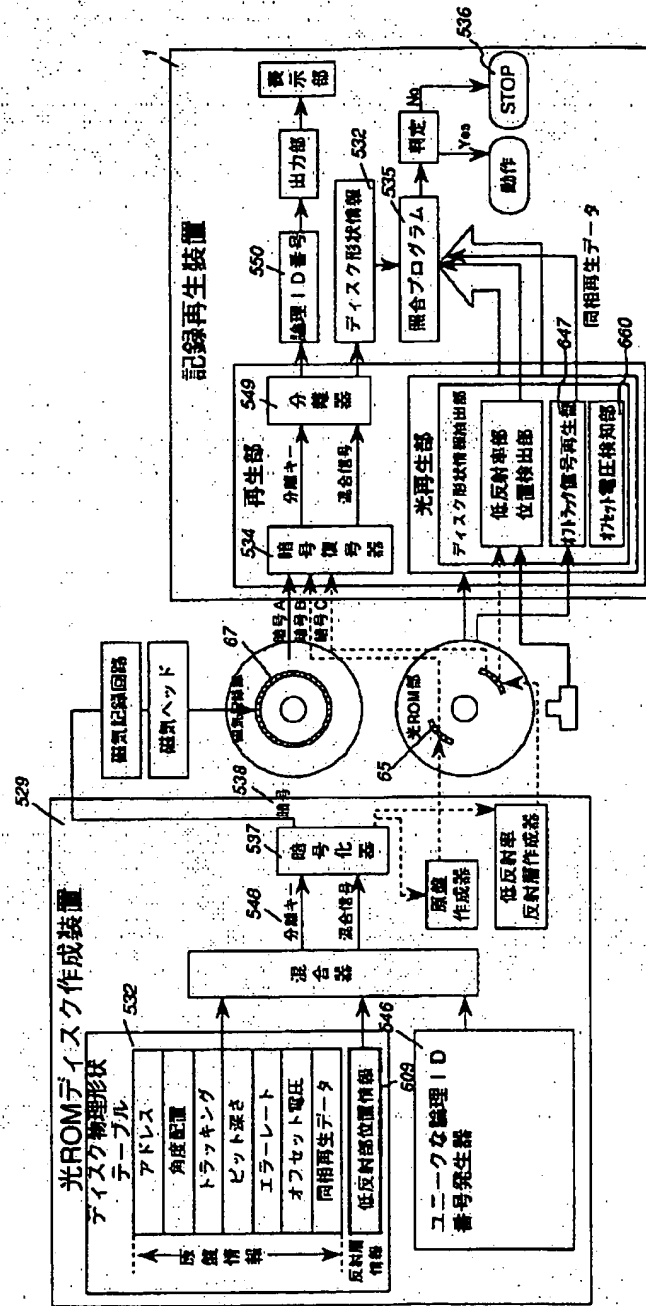 529
光ROMディスク作成装置
ディスク物理形状
テーブル
532
アドレス
角度配置
トラッキング
ピット深さ
エラーレート
オフセット電圧
同相再生データ
原盤情報
低反射部位置情報
反射層
情報
609
546
ユニークな論理ID
番号発生器
混合器
548
分離キー
混合信号
537
暗号化器
538
暗号
原盤
作成器
低反射率
反射層作成器
磁気記録回路
磁気ヘッド
磁気記録部
67
暗号A
暗号B
暗号C
光ROM部
65
1
記録再生装置
再生部
534
暗号復号器
分離キー
混合信号
549
分離器
550
論理ID番号
出力部
表示部
ディスク形状情報
532
照合プログラム
535
判定
No
Yes
STOP
536
動作
光再生部
ディスク形状情報抽出部
低反射率部
位置検出部
オフトラック信号再生部
647
オフセット電圧検知部
660
同相再生データ